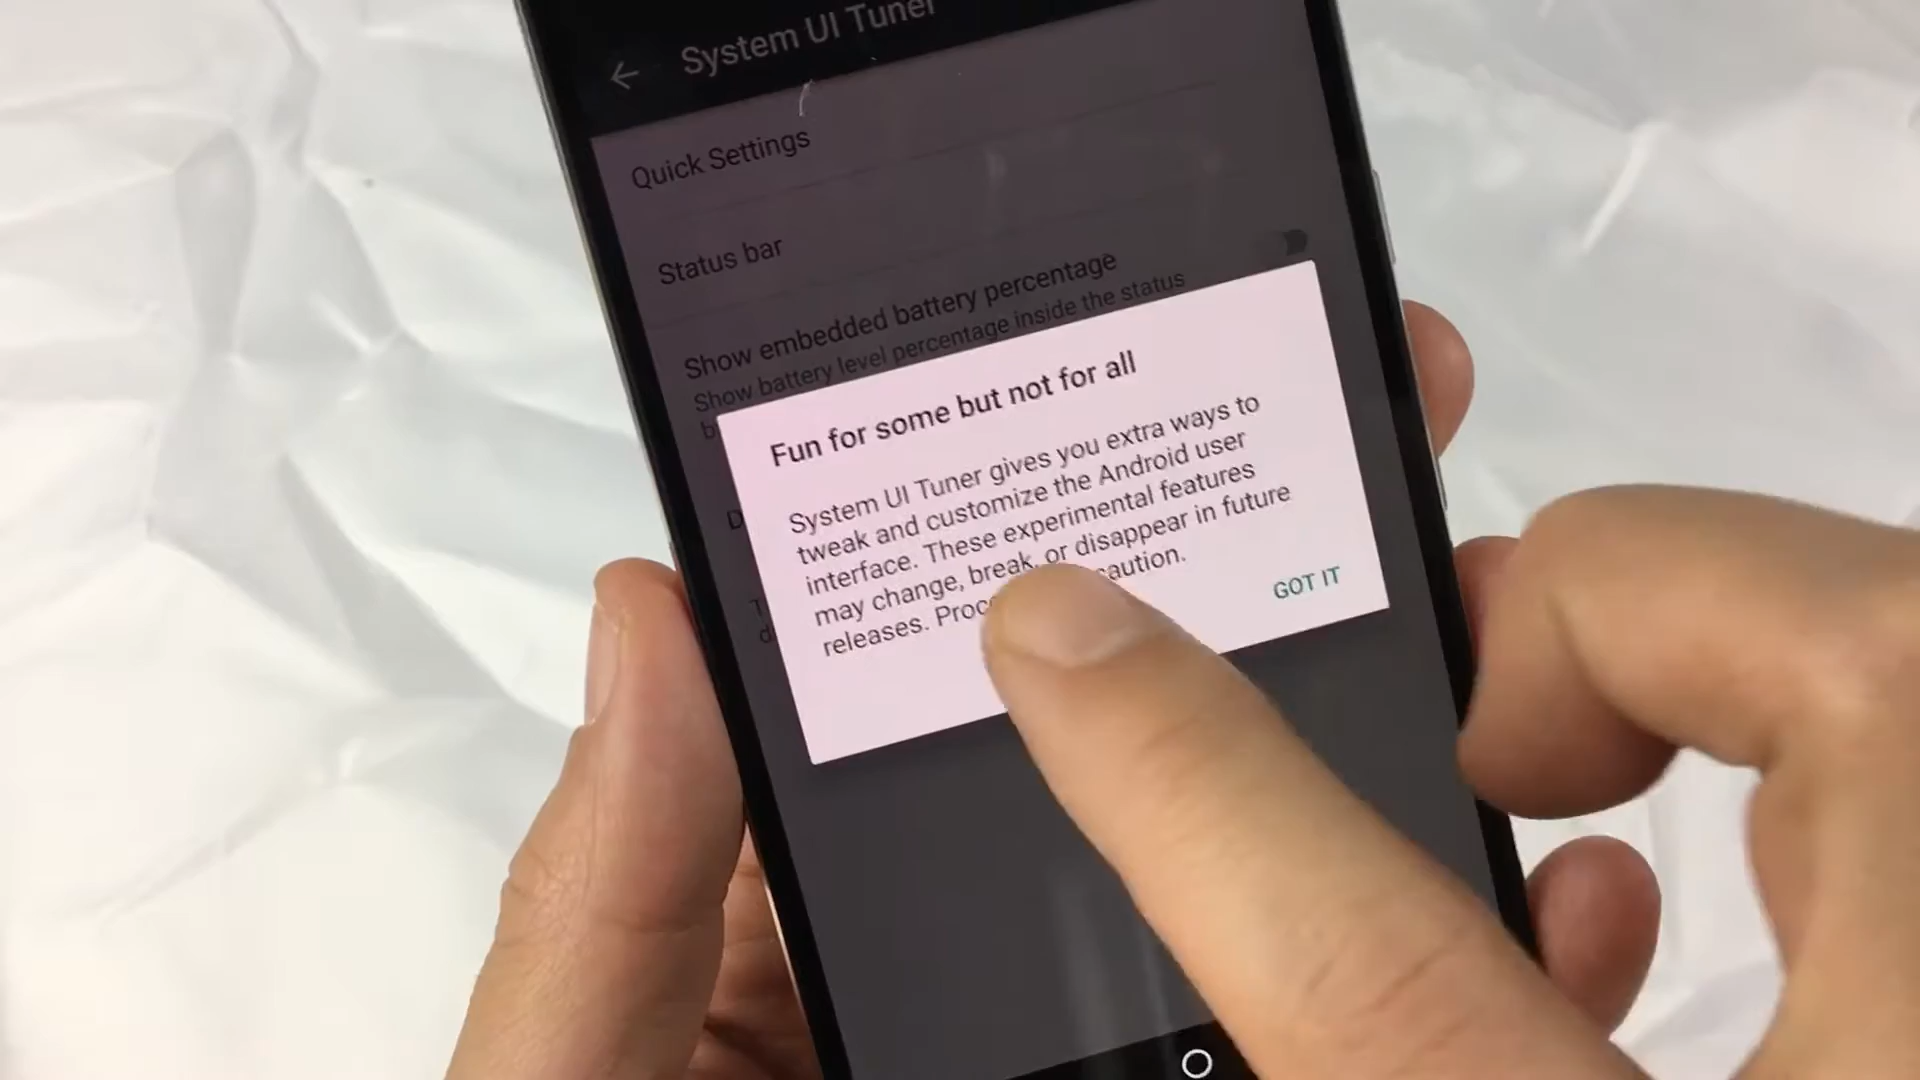 System UI Tuner
Quick Settings
Status bar
Show embedded battery percentage
Show battery level percentage inside the status
Fun for some but not for all
System UI Tuner gives you extra ways to
tweak and customize the Android user
interface. These experimental features
may change, break, or disappear in future
releases. caution.
GOT IT